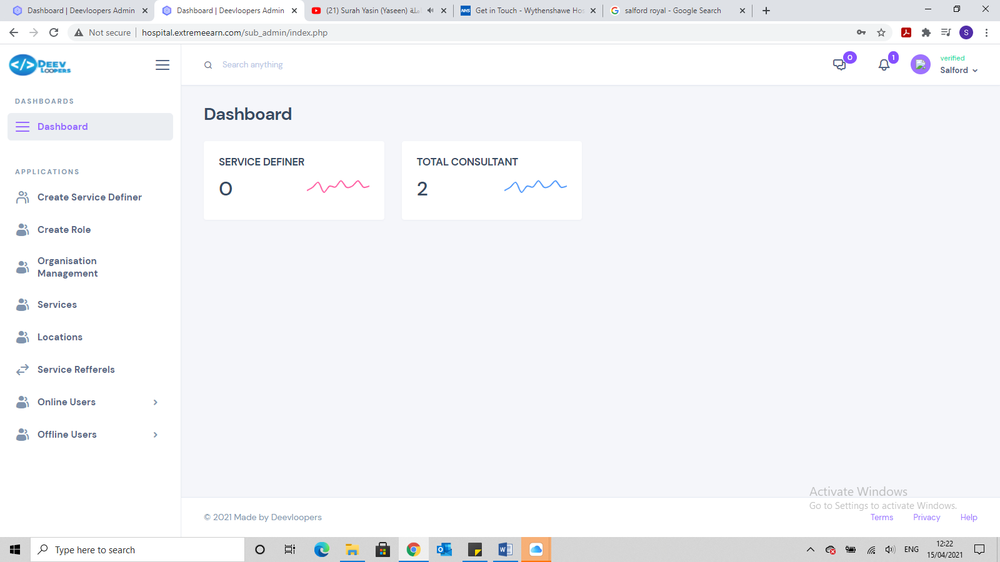 Dashboard | Deevloopers Admin
Dashboard | Deevloopers Admin
(21) Surah Yasin (Yaseen)
Get in Touch - Wythenshawe Hos
salford royal - Google Search
Not secure
hospital.extremeearn.com/sub_admin/index.php
S
DEEV
LOOPERS
Search anything
0
1
verified
Salford
DASHBOARDS
Dashboard
APPLICATIONS
Create Service Definer
Create Role
Organisation
Management
Services
Locations
Service Refferels
Online Users
Offline Users
Dashboard
SERVICE DEFINER
0
TOTAL CONSULTANT
2
Activate Windows
Go to Settings to activate Windows.
© 2021 Made by Deevloopers
Terms
Privacy
Help
Type here to search
ENG
12:22
15/04/2021